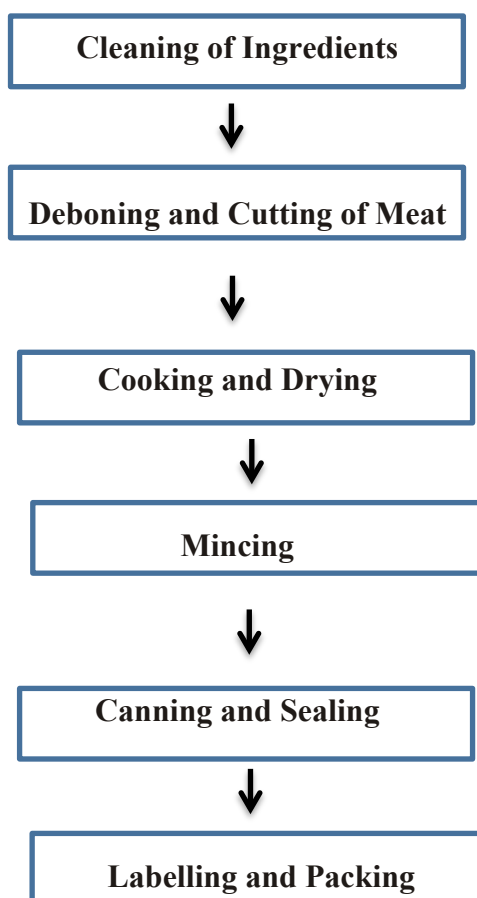 Cleaning of Ingredients
Deboning and Cutting of Meat
Cooking and Drying
Mincing
Canning and Sealing
Labelling and Packing